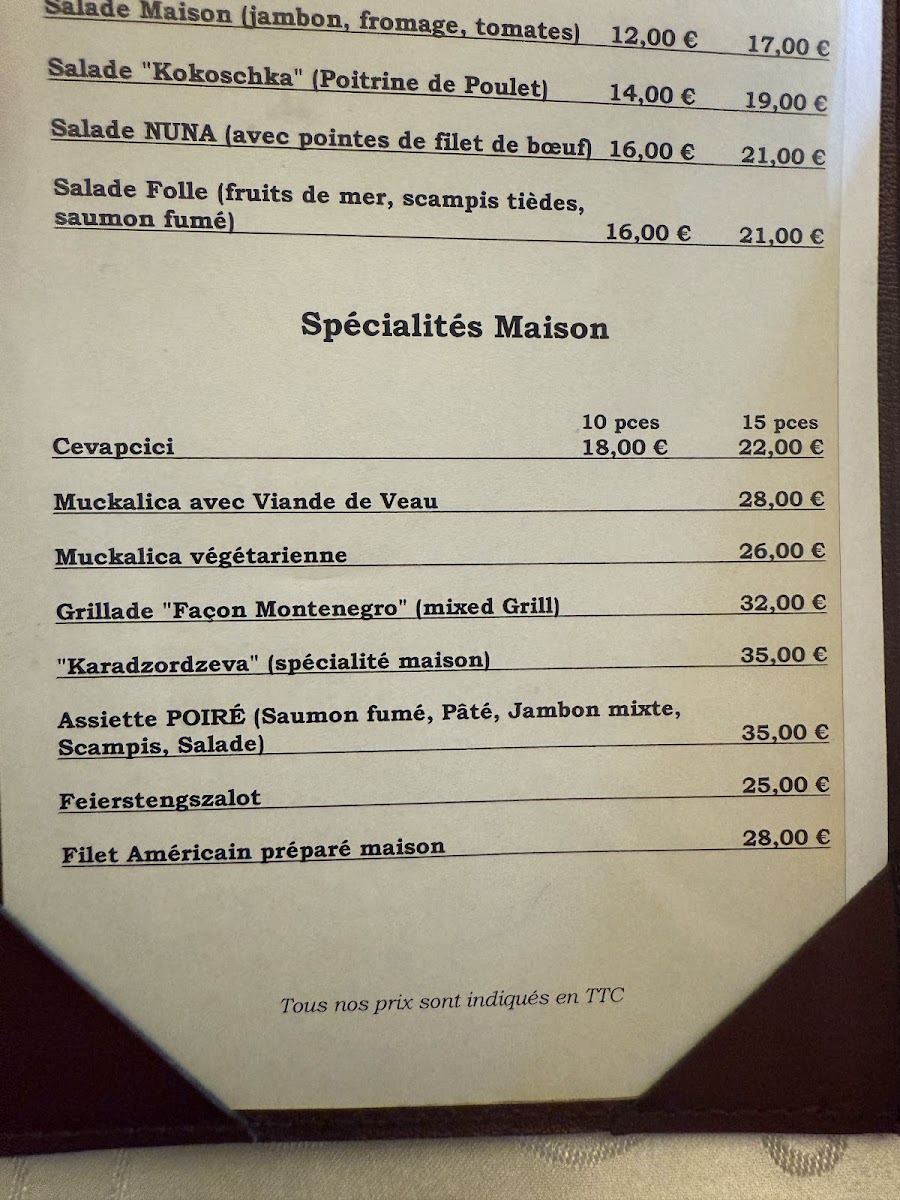 Salade Maison (jambon, fromage, tomates) 12,00 € 17,00 €
Salade "Kokoschka" (Poitrine de Poulet) 14,00 € 19,00 €
Salade NUNA (avec pointes de filet de bœuf) 16,00 € 21,00 €
Salade Folle (fruits de mer, scampis tièdes,
saumon fumé) 16,00 € 21,00 €
Spécialités Maison
10 pces 15 pces
Cevapcici 18,00 € 22,00 €
Muckalica avec Viande de Veau 28,00 €
Muckalica végétarienne 26,00 €
Grillade "Façon Montenegro" (mixed Grill) 32,00 €
"Karadzordzeva" (spécialité maison) 35,00 €
Assiette POIRÉ (Saumon fumé, Pâté, Jambon mixte,
Scampis, Salade) 35,00 €
Feierstengszalot 25,00 €
Filet Américain préparé maison 28,00 €
Tous nos prix sont indiqués en TTC